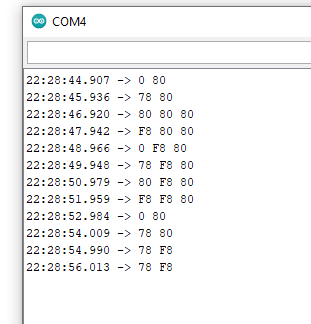 COM4
22:28:44.907 -> 0 80
22:28:45.936 -> 78 80
22:28:46.920 -> 80 80 80
22:28:47.942 -> F8 80 80
22:28:48.966 -> 0 F8 80
22:28:49.948 -> 78 F8 80
22:28:50.979 -> 80 F8 80
22:28:51.959 -> F8 F8 80
22:28:52.984 -> 0 80
22:28:54.009 -> 78 80
22:28:54.990 -> 78 F8
22:28:56.013 -> 78 F8